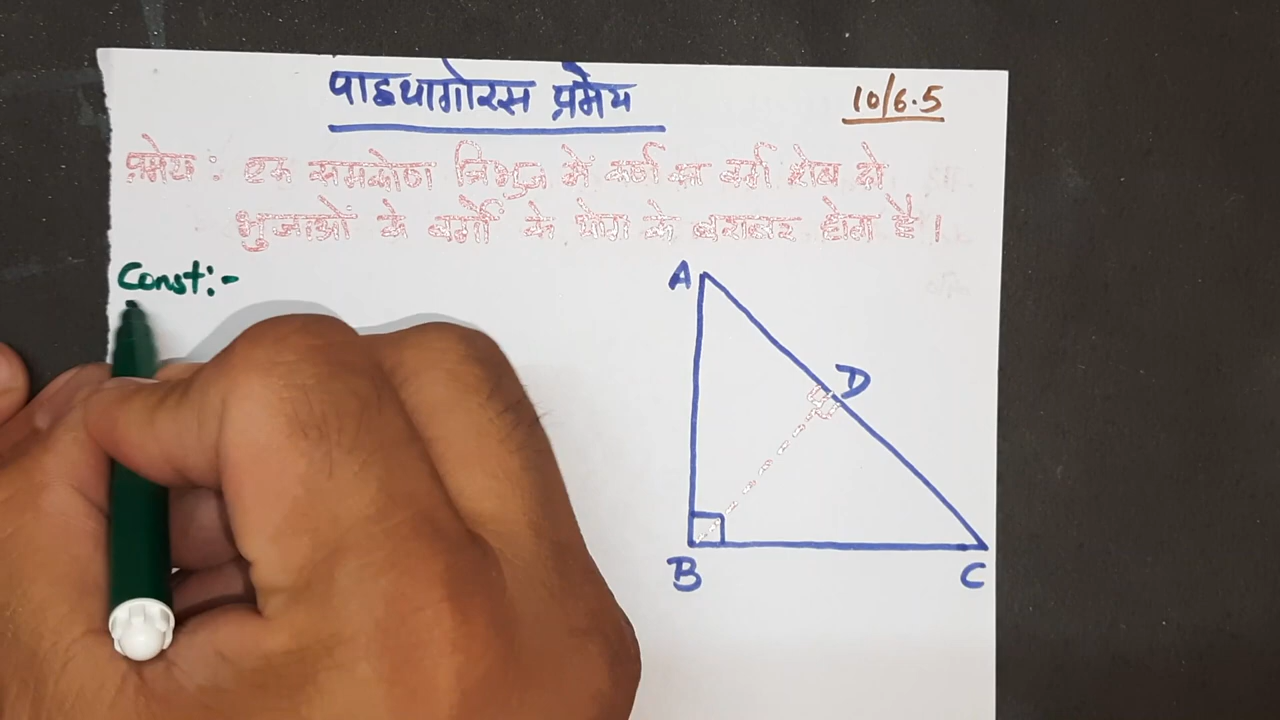 पाइथागोरस प्रमेय
10/6.5
प्रमेय : एक समकोण त्रिभुज में कर्ण का वर्ग शेष दो
भुजाओं के वर्गों के योग के बराबर होता है।
Const:-
A
D
B
C